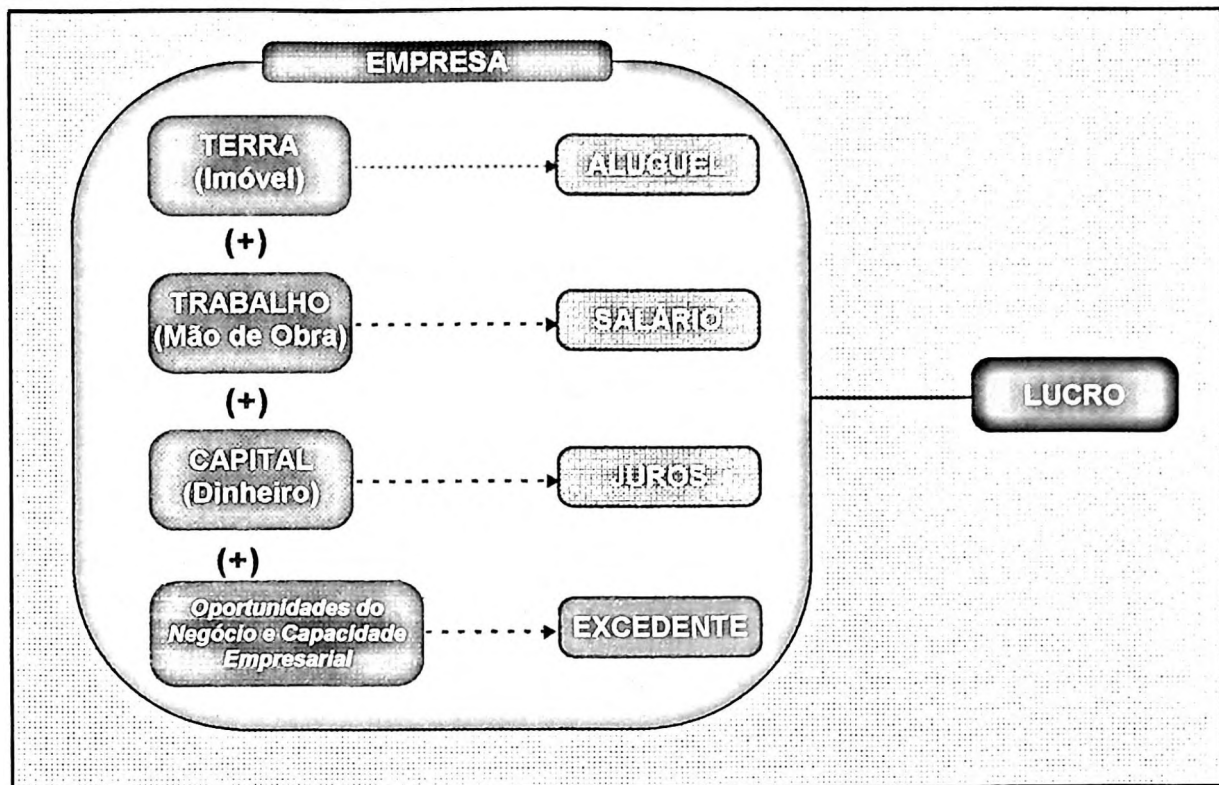 EMPRESA
TERRA
(Imóvel)
ALUGUEL
(+)
TRABALHO
(Mão de Obra)
SALÁRIO
(+)
CAPITAL
(Dinheiro)
JUROS
(+)
Oportunidades do
Negócio e Capacidade
Empresarial
EXCEDENTE
LUCRO